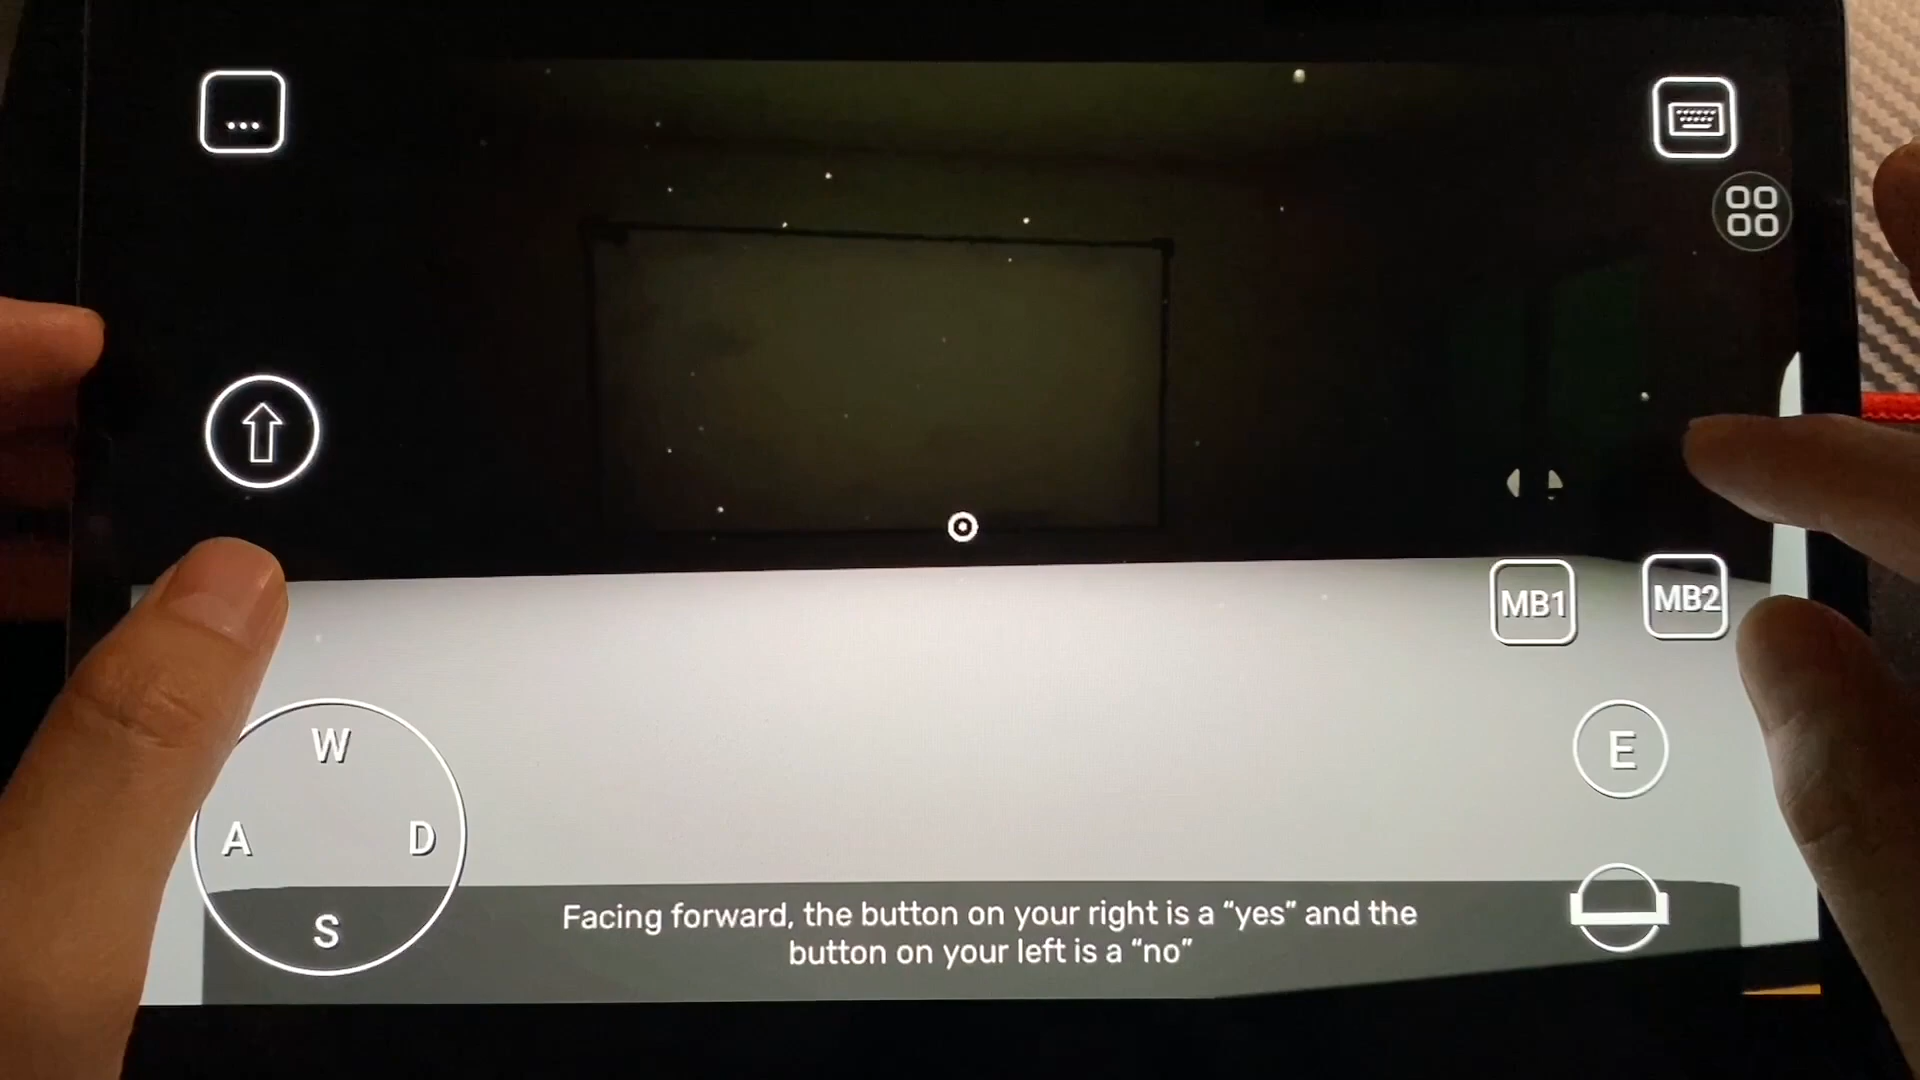 ...
MB1
MB2
W
A
D
S
E
Facing forward, the button on your right is a “yes” and the
button on your left is a “no”